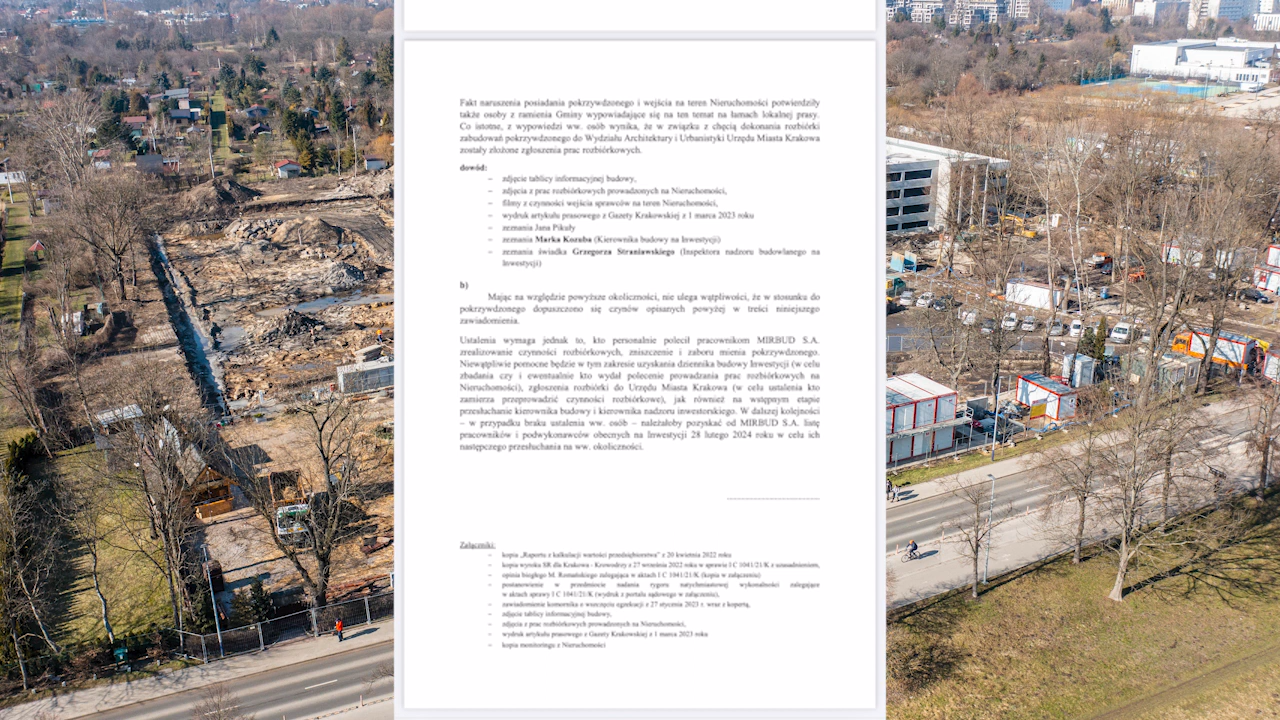 Fakt naruszenia posiadania pokrzywdzonego i wejścia na teren Nieruchomości potwierdziły
także osoby z ramienia Gminy wypowiadające się na ten temat na łamach lokalnej prasy.
Co istotne, z wypowiedzi ww. osób wynika, że w związku z chęcią dokonania rozbiórki
zabudowań pokrzywdzonego do Wydziału Architektury i Urbanistyki Urzędu Miasta Krakowa
zostały złożone zgłoszenia prac rozbiórkowych.
dowód:
– zdjęcie tablicy informacyjnej budowy,
– zdjęcia z prac rozbiórkowych prowadzonych na Nieruchomości,
– filmy z czynności wejścia sprawców na teren Nieruchomości,
– wydruk artykułu prasowego z Gazety Krakowskiej z 1 marca 2023 roku
– zeznania Jana Pikuły
– zeznania Marka Kozuba (Kierownika budowy na Inwestycji)
– zeznania świadka Grzegorza Straniawskiego (Inspektora nadzoru budowlanego na
Inwestycji)
b)
Mając na względzie powyższe okoliczności, nie ulega wątpliwości, że w stosunku do
pokrzywdzonego dopuszczono się czynów opisanych powyżej w treści niniejszego
zawiadomienia.
Ustalenia wymaga jednak to, kto personalnie polecił pracownikom MIRBUD S.A.
zrealizowanie czynności rozbiórkowych, zniszczenie i zaboru mienia pokrzywdzonego.
Niewątpliwie pomocne będzie w tym zakresie uzyskania dziennika budowy Inwestycji (w celu
zbadania czy i ewentualnie kto wydał polecenie prowadzania prac rozbiórkowych na
Nieruchomości), zgłoszenia rozbiórki do Urzędu Miasta Krakowa (w celu ustalenia kto
zamierza przeprowadzić czynności rozbiórkowe), jak również na wstępnym etapie
przesłuchanie kierownika budowy i kierownika nadzoru inwestorskiego. W dalszej kolejności
– w przypadku braku ustalenia ww. osób – należałoby pozyskać od MIRBUD S.A. listę
pracowników i podwykonawców obecnych na Inwestycji 28 lutego 2024 roku w celu ich
następczego przesłuchania na ww. okoliczności.
Załączniki:
– kopia „Raportu z kalkulacji wartości przedsiębiorstwa” z 20 kwietnia 2022 roku
– kopia wyroku SR dla Krakowa - Krowodrzy z 27 września 2022 roku w sprawie I C 1041/21/K z uzasadnieniem,
– opinia biegłego M. Romańskiego zalegająca w aktach I C 1041/21/K (kopia w załączeniu)
– postanowienie w przedmiocie nadania rygoru natychmiastowej wykonalności zalegające
w aktach sprawy I C 1041/21/K (wydruk z portalu sądowego w załączeniu),
– zawiadomienie komornika o wszczęciu egzekucji z 27 stycznia 2023 r. wraz z kopertą,
– zdjęcie tablicy informacyjnej budowy,
– zdjęcia z prac rozbiórkowych prowadzonych na Nieruchomości,
– wydruk artykułu prasowego z Gazety Krakowskiej z 1 marca 2023 roku
– kopia monitoringu z Nieruchomości